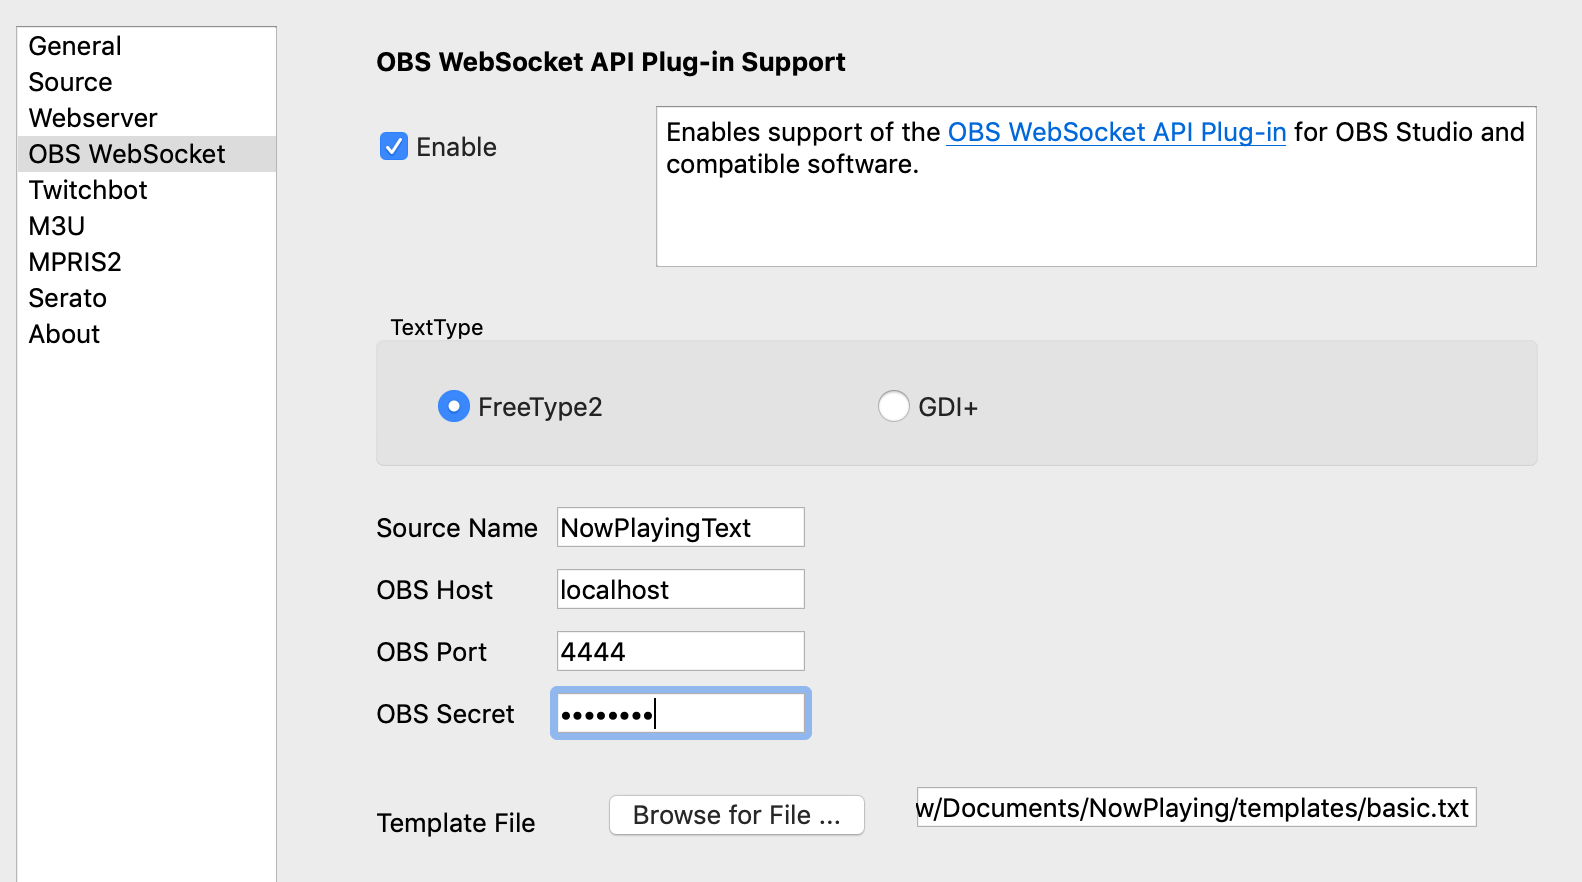 General
Source
Webserver
OBS WebSocket
Twitchbot
M3U
MPRIS2
Serato
About
OBS WebSocket API Plug-in Support
Enable
Enables support of the OBS WebSocket API Plug-in for OBS Studio and
compatible software.
TextType
FreeType2
GDI+
Source Name NowPlayingText
OBS Host localhost
OBS Port 4444
OBS Secret ••••••••
Template File Browse for File ... w/Documents/NowPlaying/templates/basic.txt